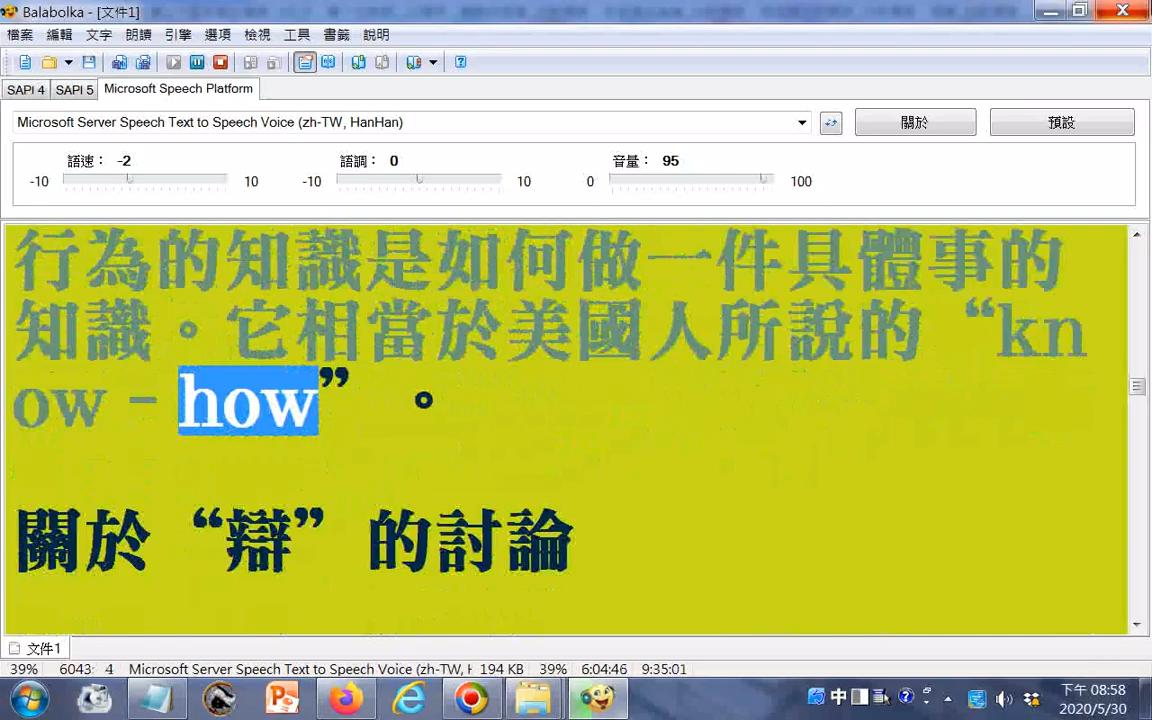 Balabolka - [文件1]
檔案 編輯 文字 朗讀 引擎 選項 檢視 工具 書籤 說明
SAPI 4 SAPI 5 Microsoft Speech Platform
Microsoft Server Speech Text to Speech Voice (zh-TW, HanHan) 關於 預設
語速： -2 語調： 0 音量： 95
-10 10 -10 10 0 100
行為的知識是如何做一件具體事的
知識。它相當於美國人所說的“kn
ow－how”。
關於“辯”的討論
文件1
39% 6043: 4 Microsoft Server Speech Text to Speech Voice (zh-TW, H 194 KB 39% 6:04:46 9:35:01
中 下午 08:58
2020/5/30